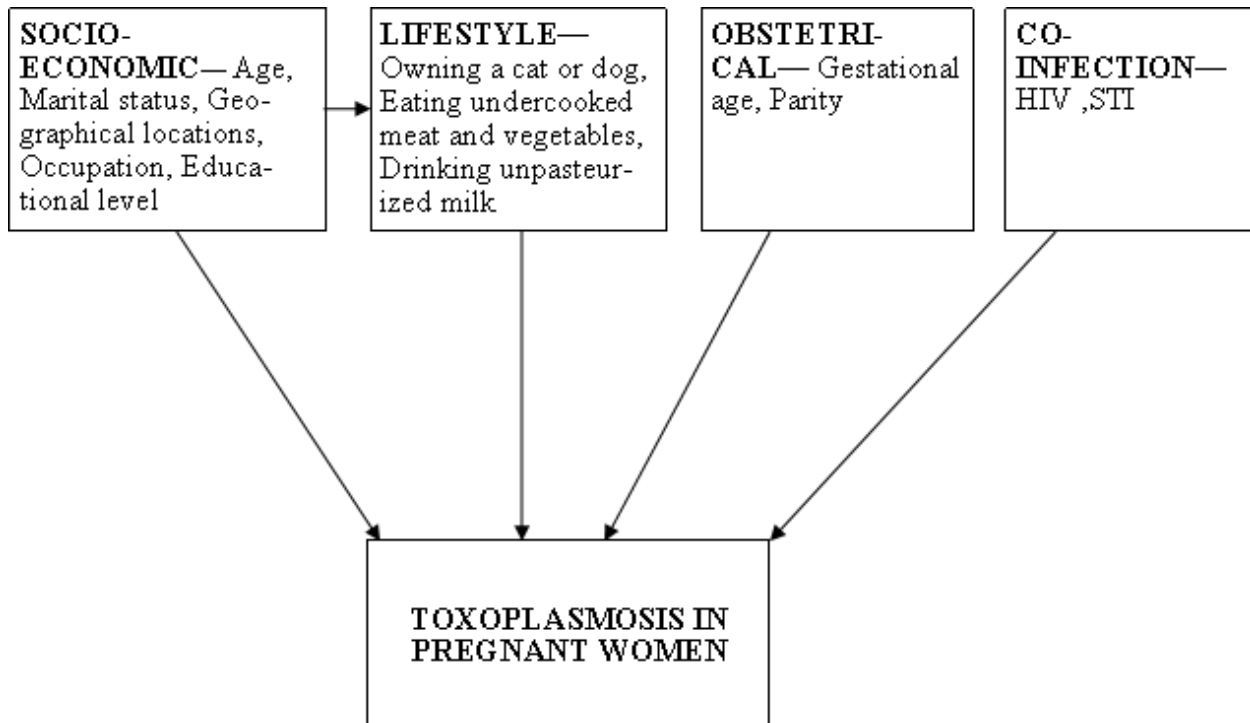 SOCIO-
ECONOMIC— Age,
Marital status, Geo-
graphical locations,
Occupation, Educa-
tional level
LIFESTYLE—
Owning a cat or dog,
Eating undercooked
meat and vegetables,
Drinking unpasteur-
ized milk
OBSTETRI-
CAL— Gestational
age, Parity
CO-
INFECTION—
HIV ,STI
TOXOPLASMOSIS IN
PREGNANT WOMEN